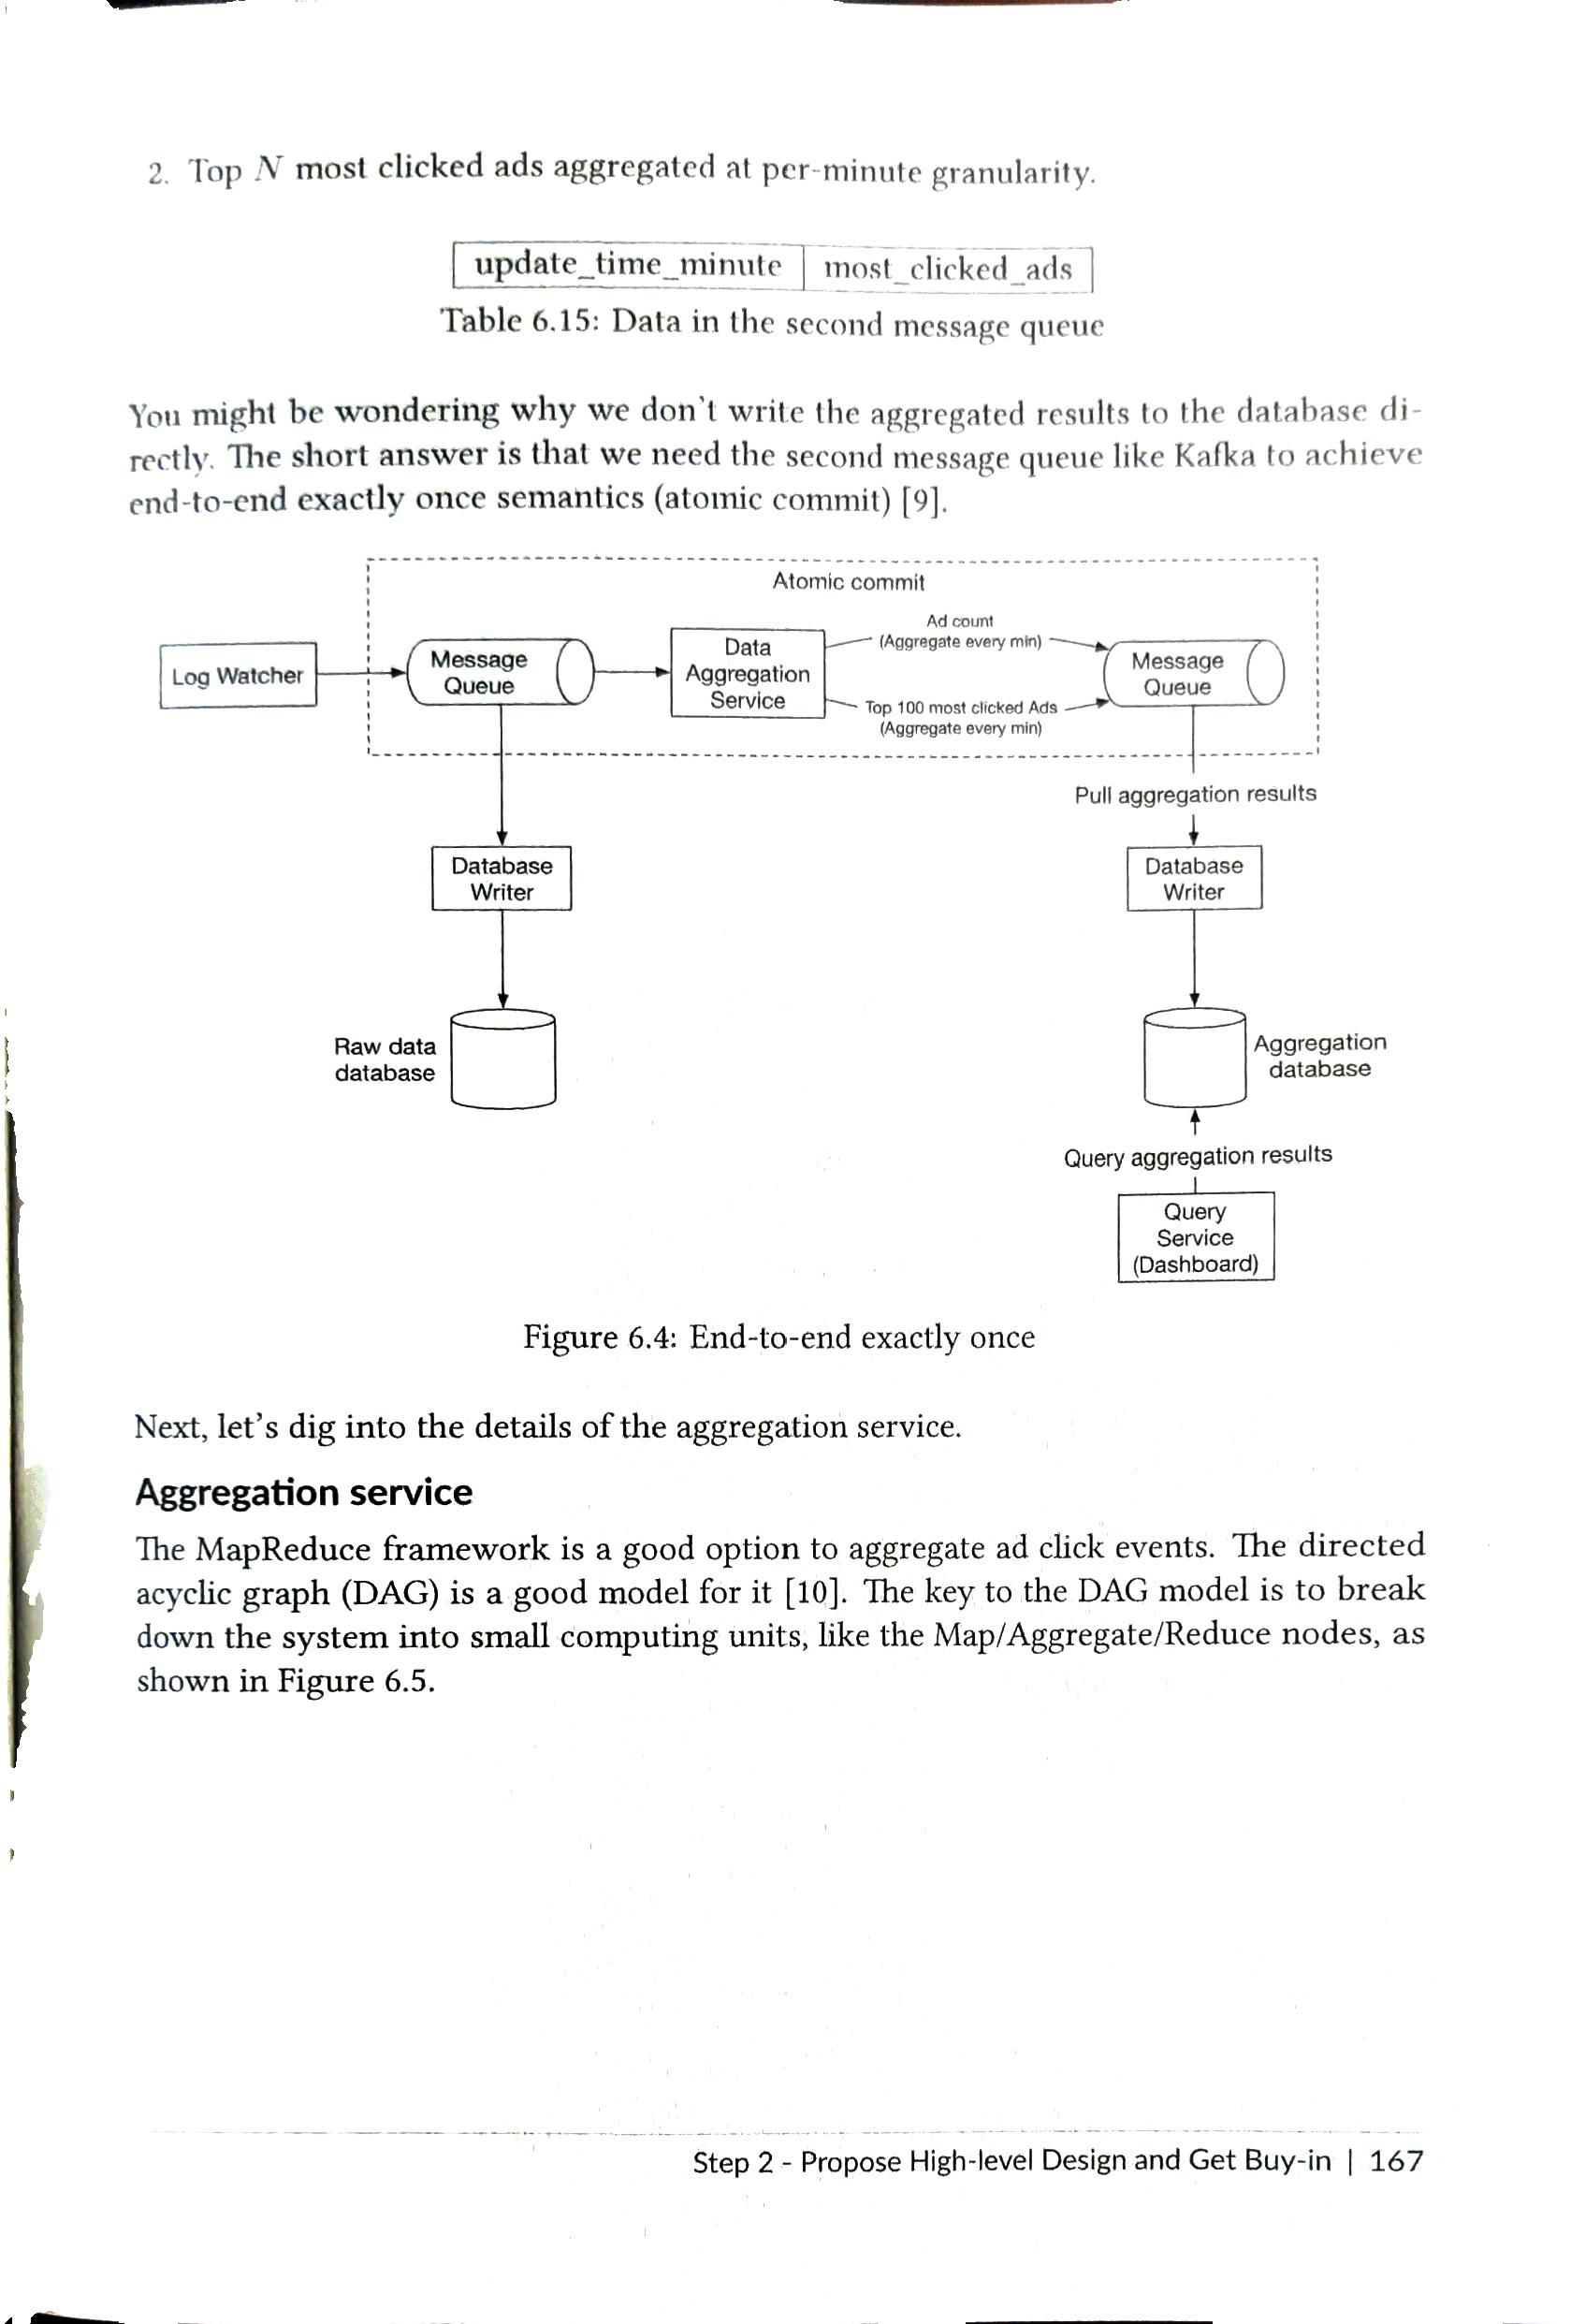 2. Top N most clicked ads aggregated at per-minute granularity.
update_time_minute most_clicked_ads
Table 6.15: Data in the second message queue
You might be wondering why we don't write the aggregated results to the database di-
rectly. The short answer is that we need the second message queue like Kafka to achieve
end-to-end exactly once semantics (atomic commit) [9].
Atomic commit
Log Watcher
Message
Queue
Data
Aggregation
Service
Ad count
(Aggregate every min)
Top 100 most clicked Ads
(Aggregate every min)
Message
Queue
Pull aggregation results
Database
Writer
Database
Writer
Raw data
database
Aggregation
database
Query aggregation results
Query
Service
(Dashboard)
Figure 6.4: End-to-end exactly once
Next, let's dig into the details of the aggregation service.
Aggregation service
The MapReduce framework is a good option to aggregate ad click events. The directed
acyclic graph (DAG) is a good model for it [10]. The key to the DAG model is to break
down the system into small computing units, like the Map/Aggregate/Reduce nodes, as
shown in Figure 6.5.
Step 2 - Propose High-level Design and Get Buy-in | 167